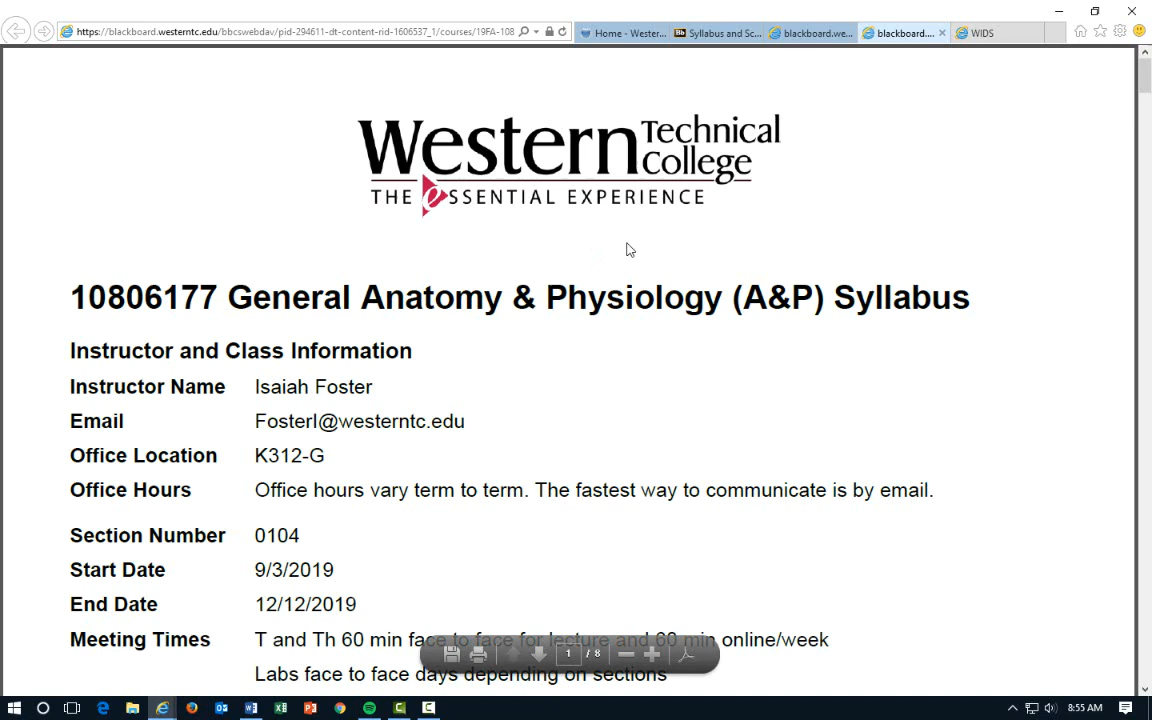 https://blackboard.westerntc.edu/bbcswebdav/pid-294611-dt-content-rid-1606537_1/courses/19FA-108
Home - Wester...
Bb Syllabus and Sc...
blackboard.we...
blackboard....
WIDS
Western Technical College
THE eSSENTIAL EXPERIENCE
10806177 General Anatomy & Physiology (A&P) Syllabus
Instructor and Class Information
Instructor Name Isaiah Foster
Email FosterI@westerntc.edu
Office Location K312-G
Office Hours Office hours vary term to term. The fastest way to communicate is by email.
Section Number 0104
Start Date 9/3/2019
End Date 12/12/2019
Meeting Times T and Th 60 min face to face for lecture and 60 min online/week
1 / 8
Labs face to face days depending on sections
8:55 AM